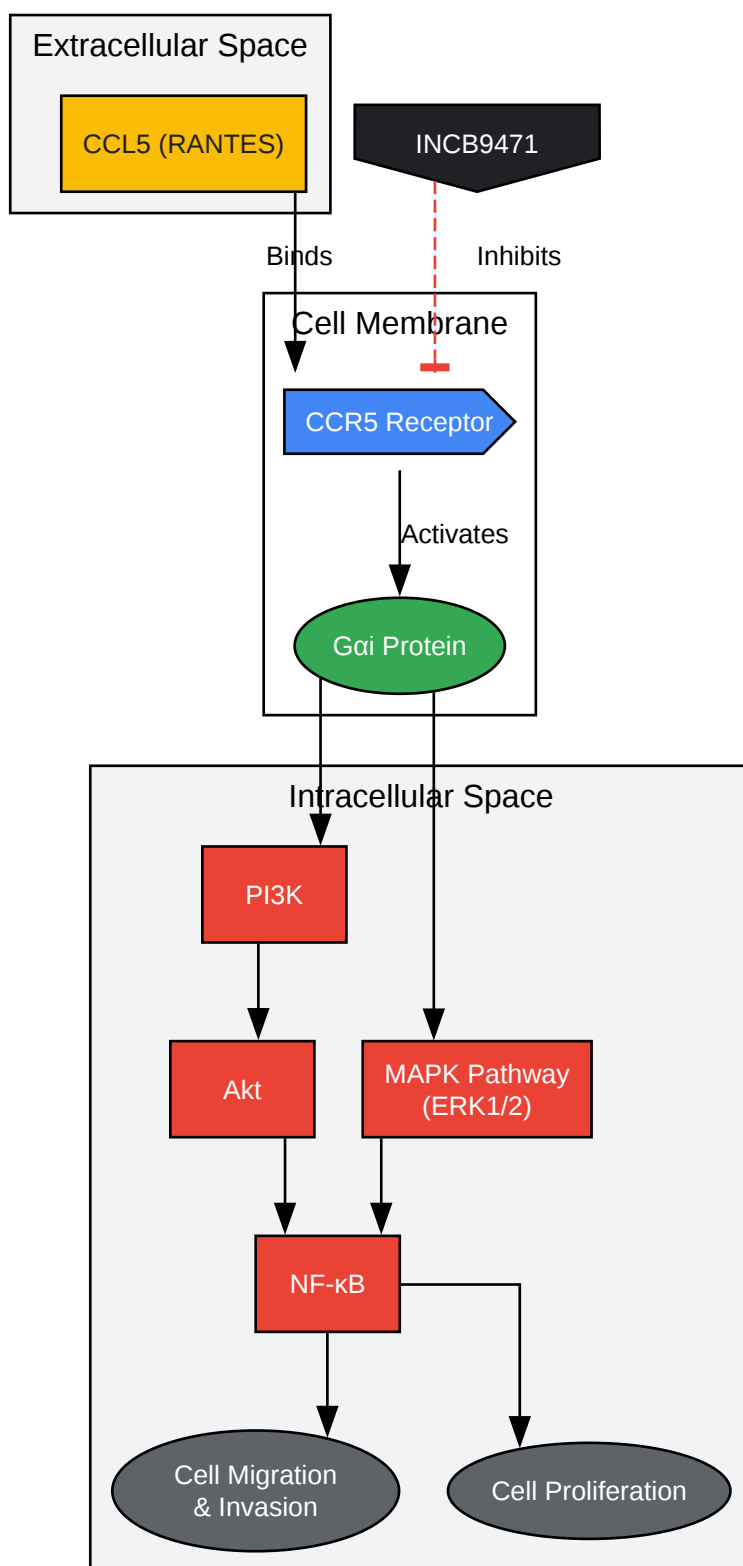 Extracellular Space
CCL5 (RANTES)
INCB9471
Binds
Inhibits
Cell Membrane
CCR5 Receptor
Activates
Gαi Protein
Intracellular Space
PI3K
Akt
MAPK Pathway
(ERK1/2)
NF-κB
Cell Migration
& Invasion
Cell Proliferation